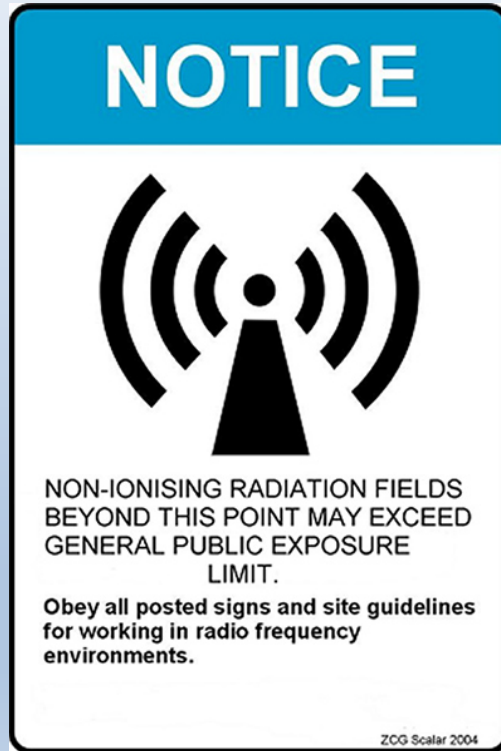 NOTICE
NON-IONISING RADIATION FIELDS
BEYOND THIS POINT MAY EXCEED
GENERAL PUBLIC EXPOSURE
LIMIT.
Obey all posted signs and site guidelines
for working in radio frequency
environments.
ZCG Scalar 2004